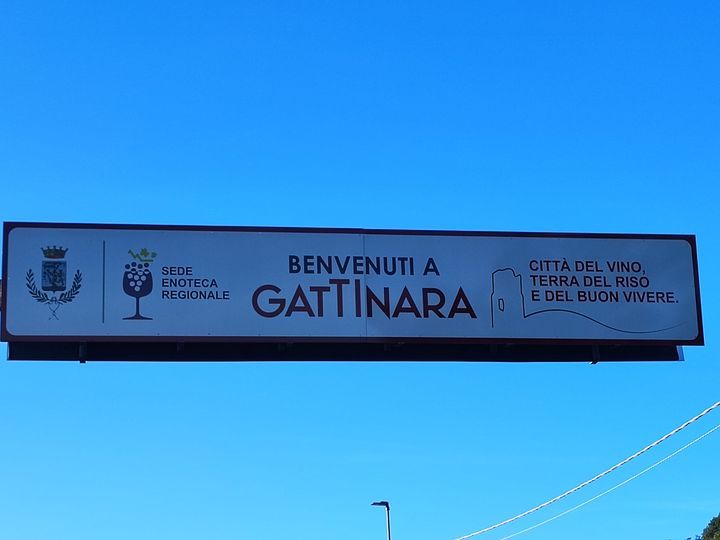 SEDE
ENOTECA
REGIONALE
BENVENUTI A
GATTINARA
CITTÀ DEL VINO,
TERRA DEL RISO
E DEL BUON VIVERE.